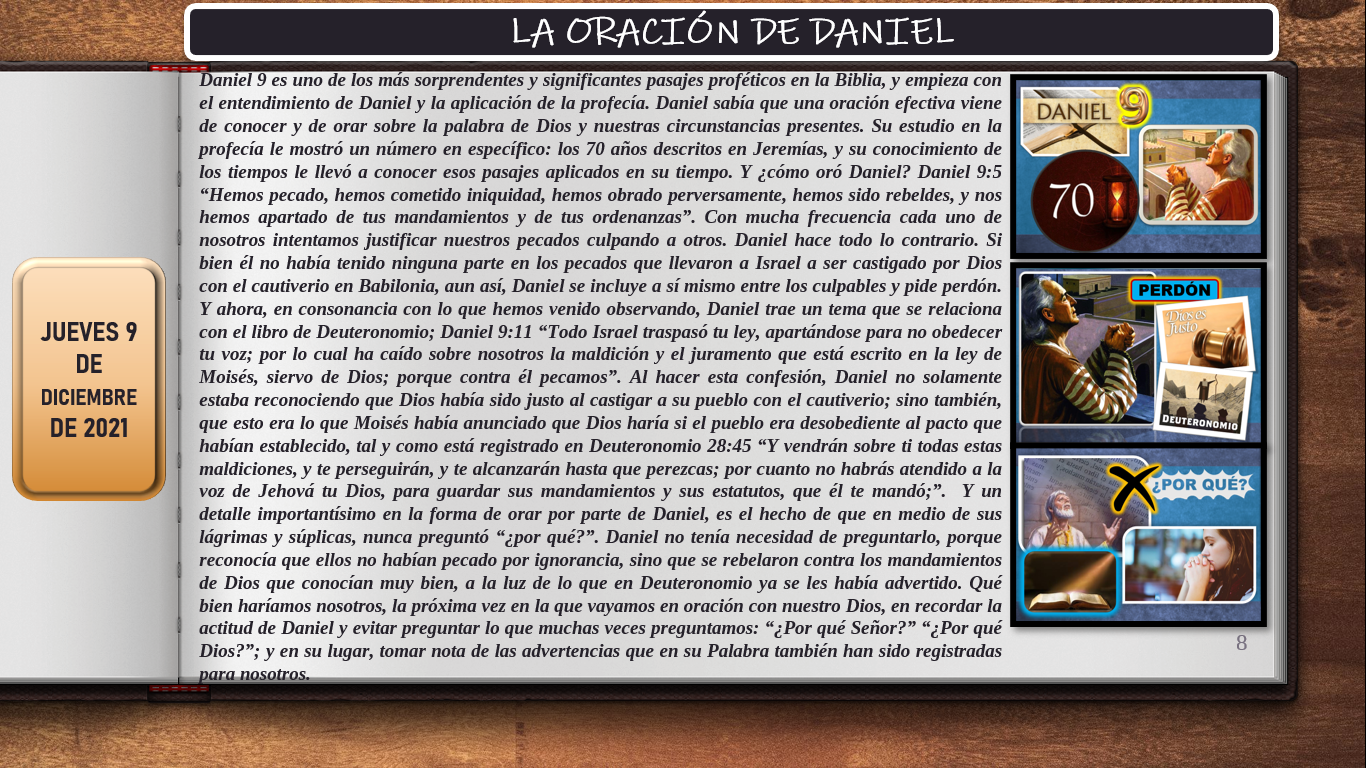 LA ORACIÓN DE DANIEL
Daniel 9 es uno de los más sorprendentes y significantes pasajes proféticos en la Biblia, y empieza con
el entendimiento de Daniel y la aplicación de la profecía. Daniel sabía que una oración efectiva viene
de conocer y de orar sobre la palabra de Dios y nuestras circunstancias presentes. Su estudio en la
profecía le mostró un número en específico: los 70 años descritos en Jeremías, y su conocimiento de
los tiempos le llevó a conocer esos pasajes aplicados en su tiempo. Y ¿cómo oró Daniel? Daniel 9:5
“Hemos pecado, hemos cometido iniquidad, hemos obrado perversamente, hemos sido rebeldes, y nos
hemos apartado de tus mandamientos y de tus ordenanzas”. Con mucha frecuencia cada uno de
nosotros intentamos justificar nuestros pecados culpando a otros. Daniel hace todo lo contrario. Si
bien él no había tenido ninguna parte en los pecados que llevaron a Israel a ser castigado por Dios
con el cautiverio en Babilonia, aun así, Daniel se incluye a sí mismo entre los culpables y pide perdón.
Y ahora, en consonancia con lo que hemos venido observando, Daniel trae un tema que se relaciona
con el libro de Deuteronomio; Daniel 9:11 “Todo Israel traspasó tu ley, apartándose para no obedecer
tu voz; por lo cual ha caído sobre nosotros la maldición y el juramento que está escrito en la ley de
Moisés, siervo de Dios; porque contra él pecamos”. Al hacer esta confesión, Daniel no solamente
estaba reconociendo que Dios había sido justo al castigar a su pueblo con el cautiverio; sino también,
que esto era lo que Moisés había anunciado que Dios haría si el pueblo era desobediente al pacto que
habían establecido, tal y como está registrado en Deuteronomio 28:45 “Y vendrán sobre ti todas estas
maldiciones, y te perseguirán, y te alcanzarán hasta que perezcas; por cuanto no habrás atendido a la
voz de Jehová tu Dios, para guardar sus mandamientos y sus estatutos, que él te mandó;”.  Y un
detalle importantísimo en la forma de orar por parte de Daniel, es el hecho de que en medio de sus
lágrimas y súplicas, nunca preguntó “¿por qué?”. Daniel no tenía necesidad de preguntarlo, porque
reconocía que ellos no habían pecado por ignorancia, sino que se rebelaron contra los mandamientos
de Dios que conocían muy bien, a la luz de lo que en Deuteronomio ya se les había advertido. Qué
bien haríamos nosotros, la próxima vez en la que vayamos en oración con nuestro Dios, en recordar la
actitud de Daniel y evitar preguntar lo que muchas veces preguntamos: “¿Por qué Señor?” “¿Por qué
Dios?”; y en su lugar, tomar nota de las advertencias que en su Palabra también han sido registradas
para nosotros.
JUEVES 9
DE
DICIEMBRE
DE 2021
DANIEL 9
70
PERDÓN
Dios es
Justo
DEUTERONOMIO
¿POR QUÉ?
8